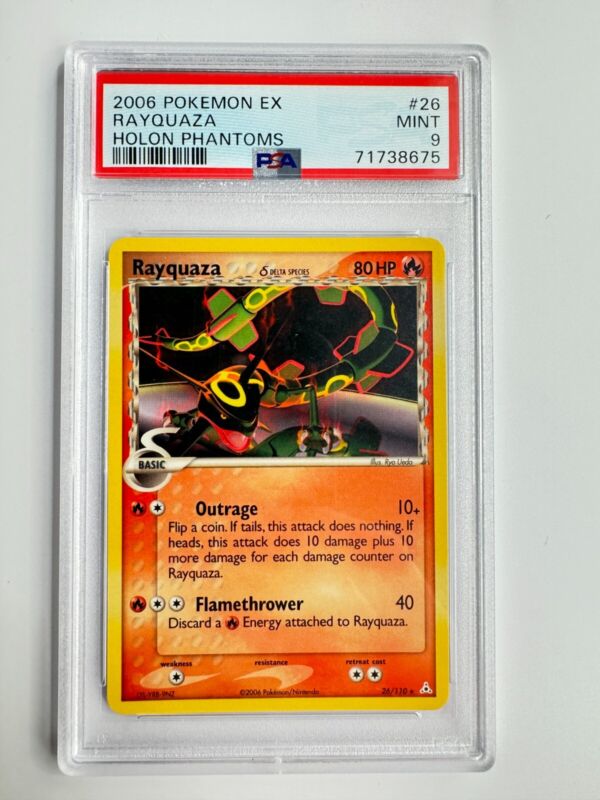 2006 POKEMON EX #26
RAYQUAZA MINT
HOLON PHANTOMS 9
PSA 71738675
Rayquaza δ DELTA SPECIES 80 HP
δ
BASIC
Illus. Ryo Ueda
Outrage 10+
Flip a coin. If tails, this attack does nothing. If
heads, this attack does 10 damage plus 10
more damage for each damage counter on
Rayquaza.
Flamethrower 40
Discard a Energy attached to Rayquaza.
weakness resistance retreat cost
©2006 Pokémon/Nintendo 26/110 ★